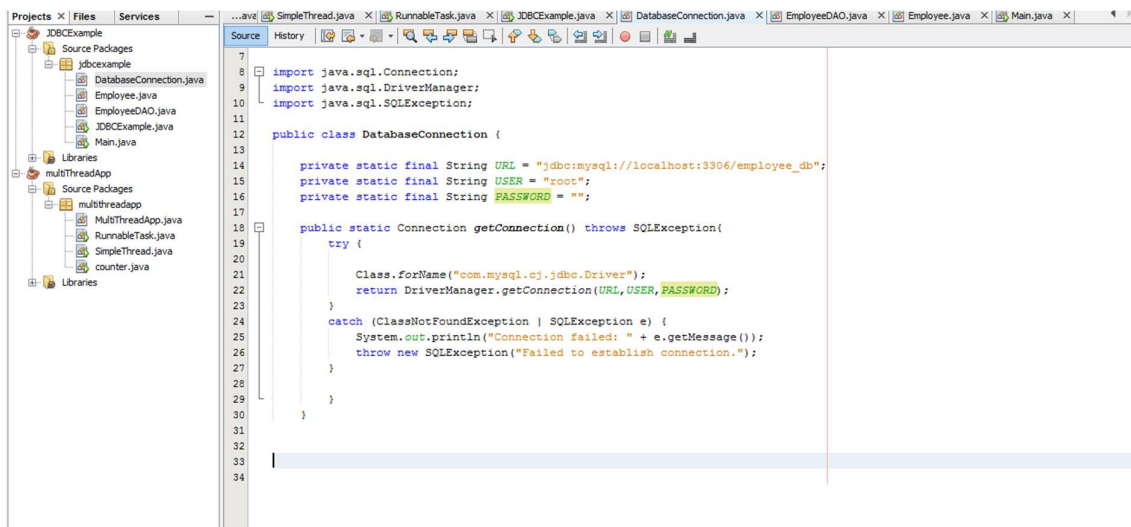 Projects × Files Services
JDBCExample
Source Packages
jdbcexample
DatabaseConnection.java
Employee.java
EmployeeDAO.java
JDBCExample.java
Main.java
Libraries
multiThreadApp
Source Packages
multithreadapp
MultiThreadApp.java
RunnableTask.java
SimpleThread.java
counter.java
Libraries
...ava SimpleThread.java × RunnableTask.java × JDBCExample.java × DatabaseConnection.java × EmployeeDAO.java × Employee.java × Main.java ×
Source History
7
8 import java.sql.Connection;
9 import java.sql.DriverManager;
10 import java.sql.SQLException;
11
12 public class DatabaseConnection {
13
14 private static final String URL = "jdbc:mysql://localhost:3306/employee_db";
15 private static final String USER = "root";
16 private static final String PASSWORD = "";
17
18 public static Connection getConnection() throws SQLException{
19 try {
20
21 Class.forName("com.mysql.cj.jdbc.Driver");
22 return DriverManager.getConnection(URL,USER,PASSWORD);
23 }
24 catch (ClassNotFoundException | SQLException e) {
25 System.out.println("Connection failed: " + e.getMessage());
26 throw new SQLException("Failed to establish connection.");
27 }
28
29 }
30 }
31
32
33
34